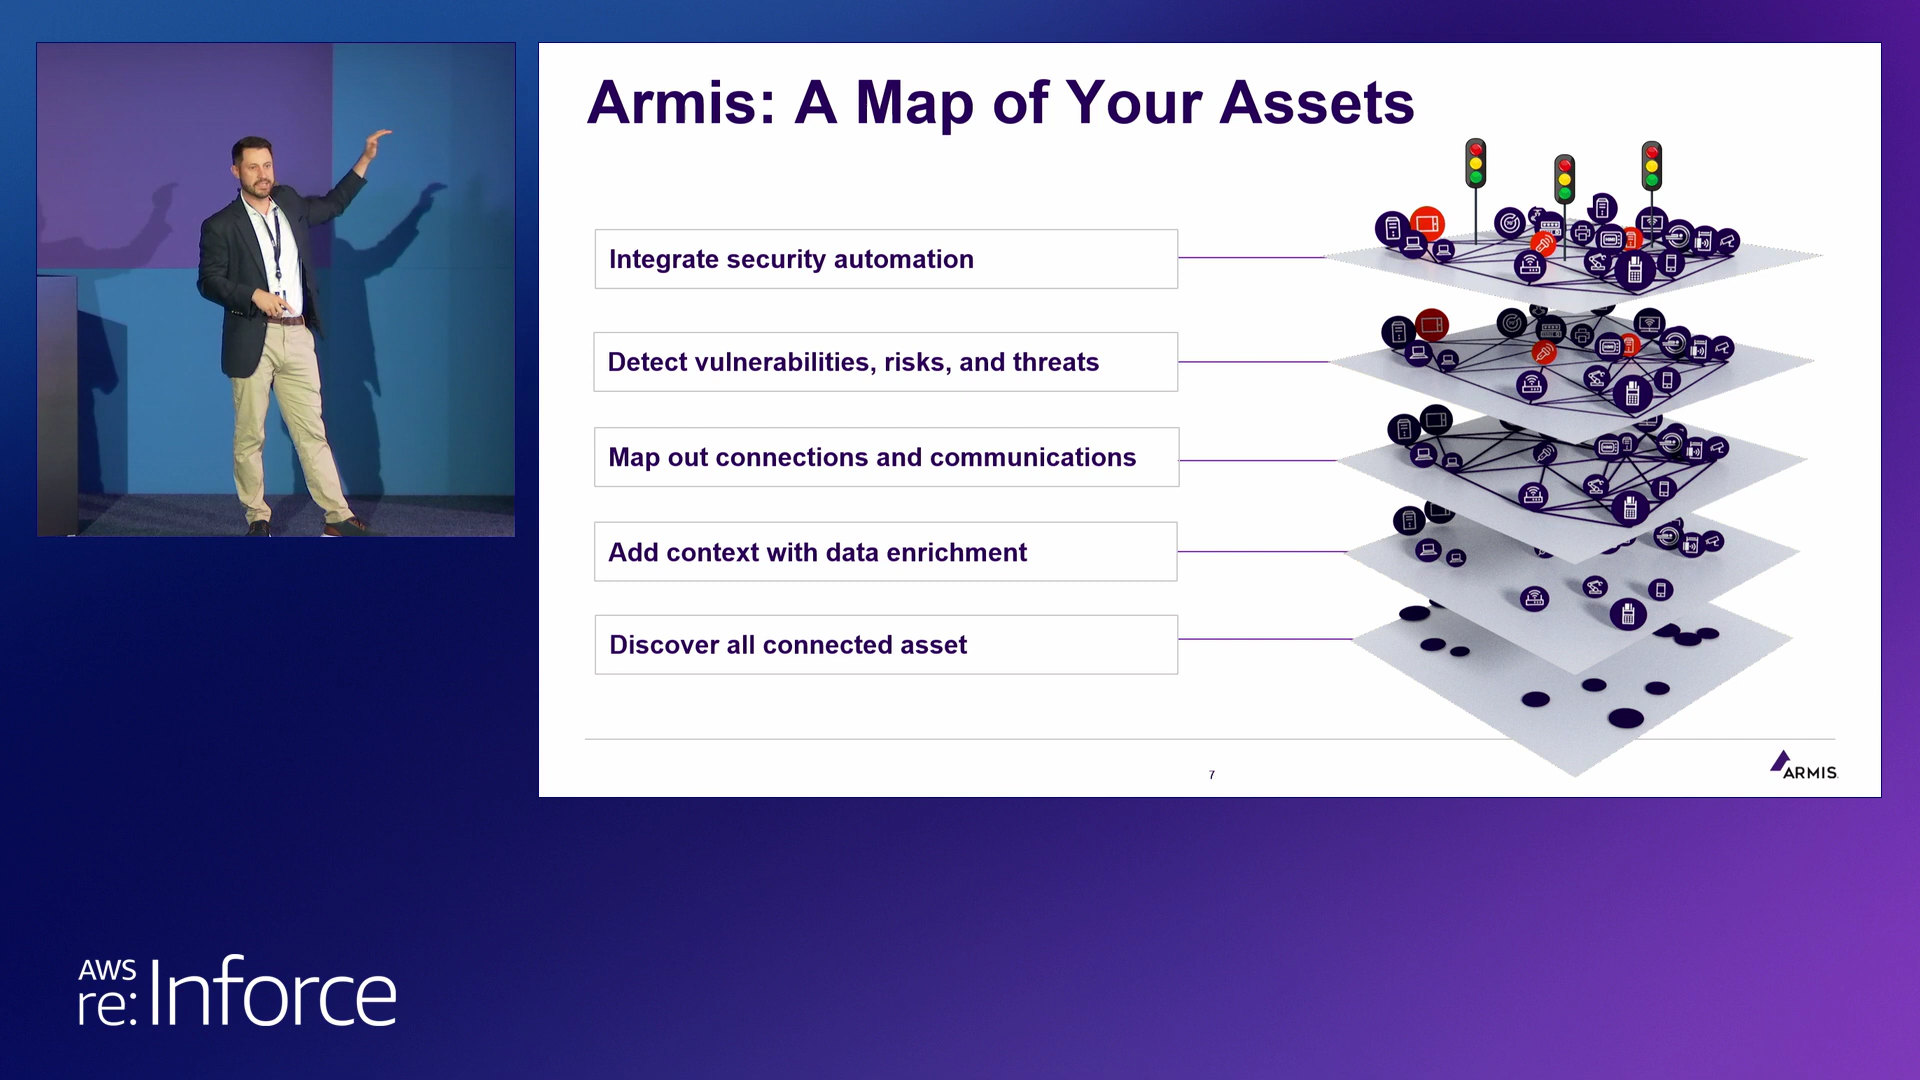 Armis: A Map of Your Assets
Integrate security automation
Detect vulnerabilities, risks, and threats
Map out connections and communications
Add context with data enrichment
Discover all connected asset
7
ARMIS
AWS
re:Inforce